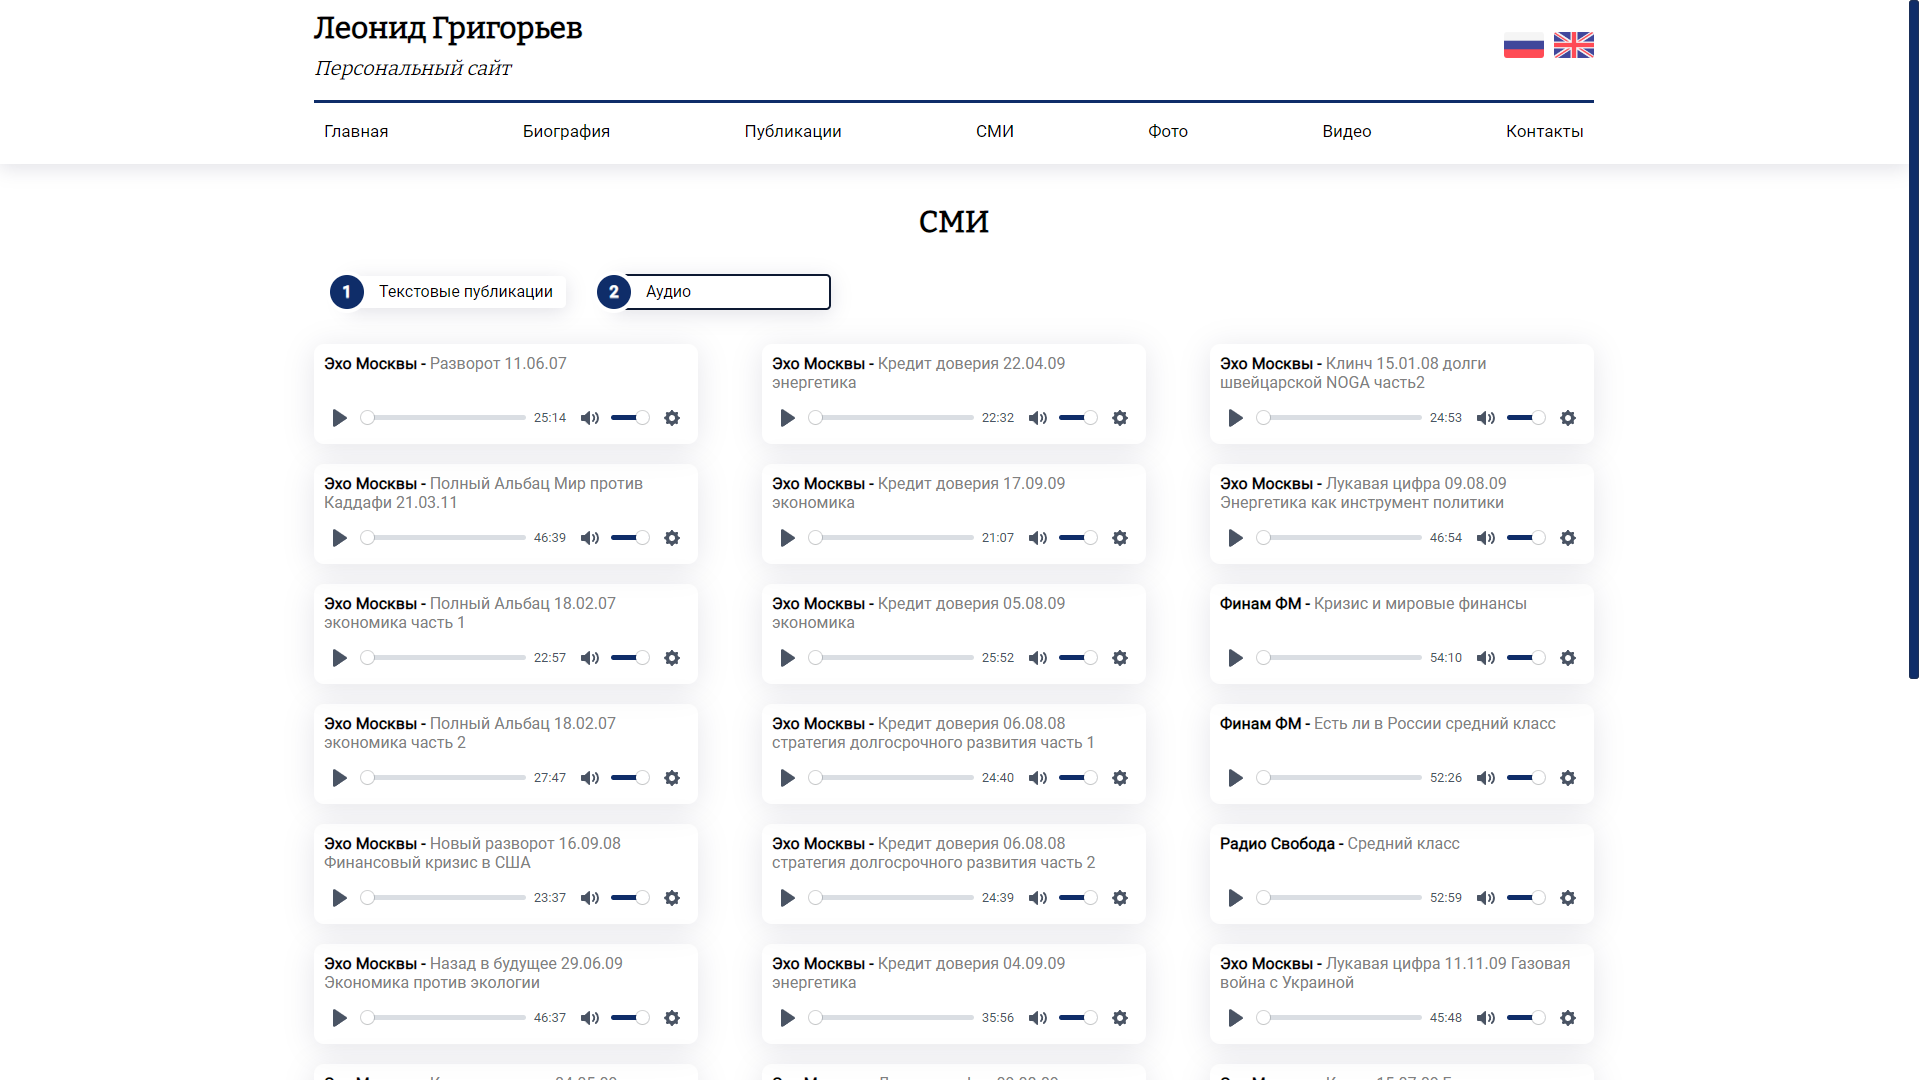 Леонид Григорьев
Персональный сайт
Главная Биография Публикации СМИ Фото Видео Контакты
СМИ
1 Текстовые публикации 2 Аудио
Эхо Москвы - Разворот 11.06.07
25:14
Эхо Москвы - Кредит доверия 22.04.09
энергетика
22:32
Эхо Москвы - Клинч 15.01.08 долги
швейцарской NOGA часть2
24:53
Эхо Москвы - Полный Альбац Мир против
Каддафи 21.03.11
46:39
Эхо Москвы - Кредит доверия 17.09.09
экономика
21:07
Эхо Москвы - Лукавая цифра 09.08.09
Энергетика как инструмент политики
46:54
Эхо Москвы - Полный Альбац 18.02.07
экономика часть 1
22:57
Эхо Москвы - Кредит доверия 05.08.09
экономика
25:52
Финам ФМ - Кризис и мировые финансы
54:10
Эхо Москвы - Полный Альбац 18.02.07
экономика часть 2
27:47
Эхо Москвы - Кредит доверия 06.08.08
стратегия долгосрочного развития часть 1
24:40
Финам ФМ - Есть ли в России средний класс
52:26
Эхо Москвы - Новый разворот 16.09.08
Финансовый кризис в США
23:37
Эхо Москвы - Кредит доверия 06.08.08
стратегия долгосрочного развития часть 2
24:39
Радио Свобода - Средний класс
52:59
Эхо Москвы - Назад в будущее 29.06.09
Экономика против экологии
46:37
Эхо Москвы - Кредит доверия 04.09.09
энергетика
35:56
Эхо Москвы - Лукавая цифра 11.11.09 Газовая
война с Украиной
45:48